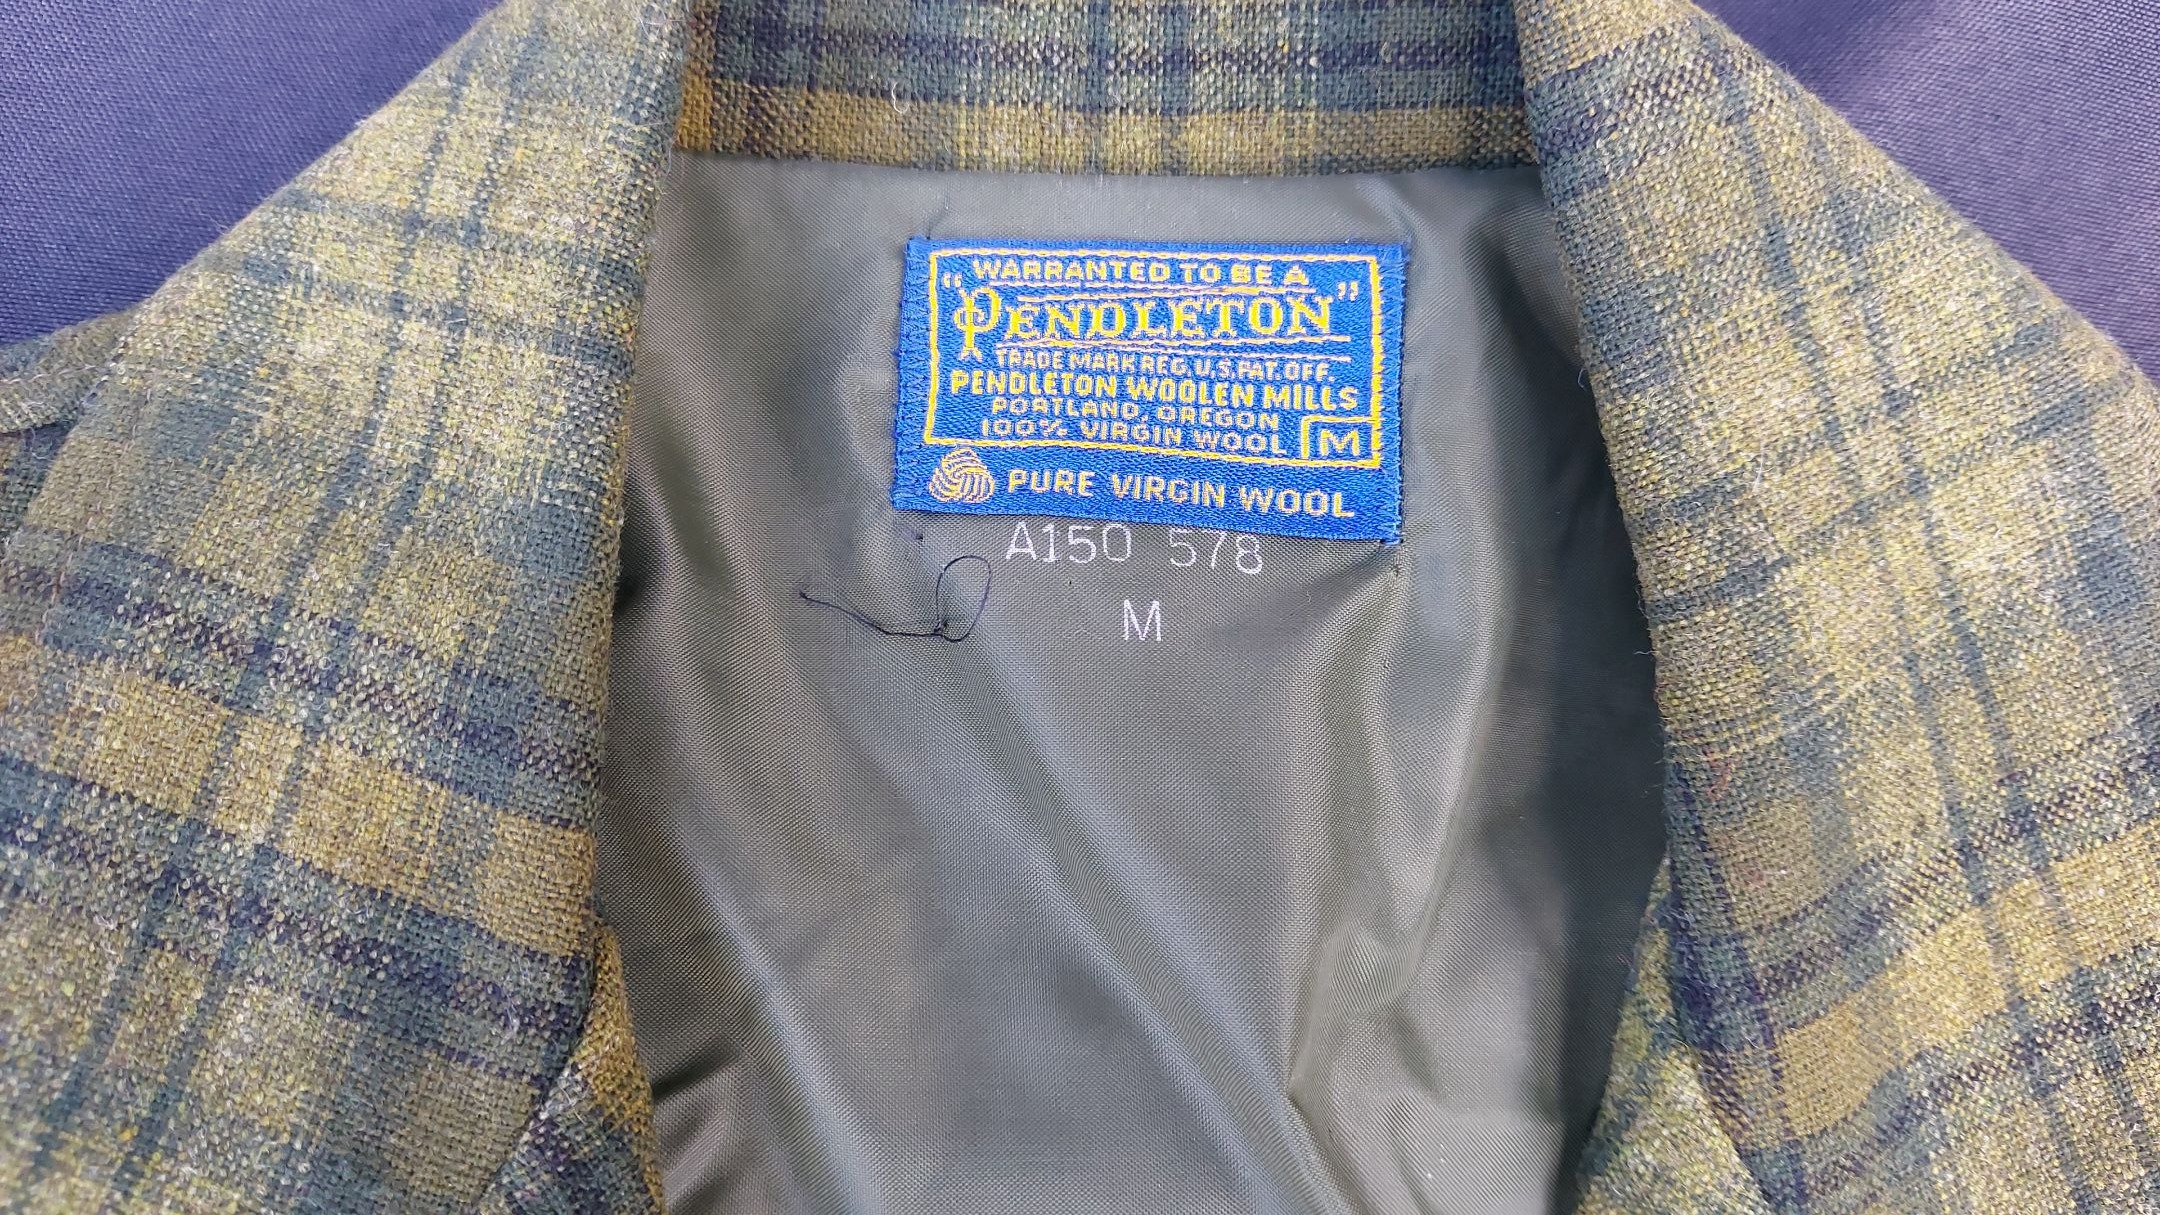 WARRANTED TO BE A
"PENDLETON"
TRADE MARK REG. U.S. PAT. OFF.
PENDLETON WOOLEN MILLS
PORTLAND, OREGON
100% VIRGIN WOOL M
PURE VIRGIN WOOL
A150 578
M